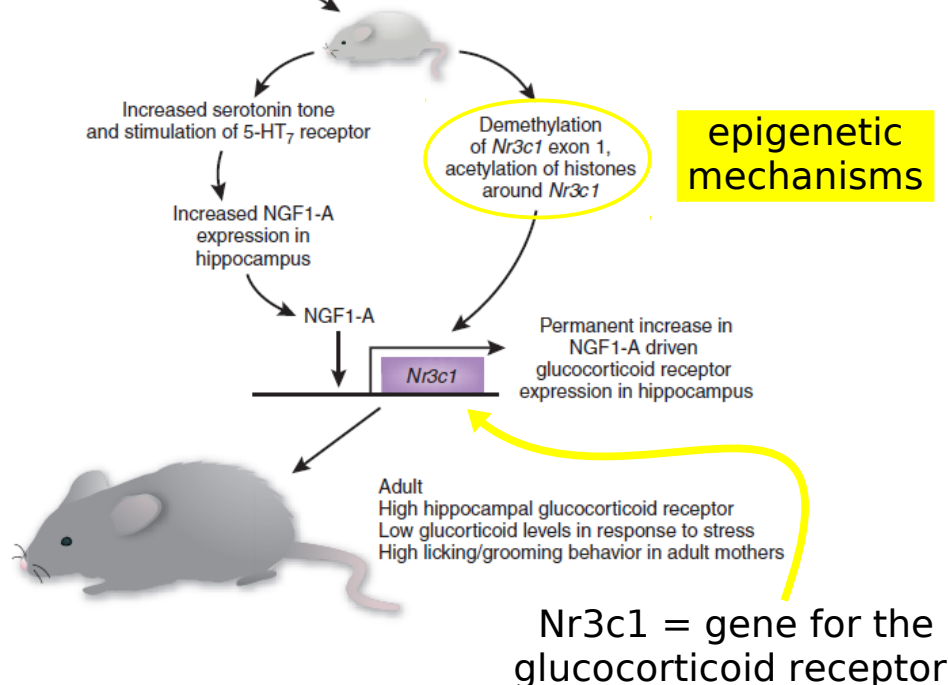 Increased serotonin tone
and stimulation of 5-HT₇ receptor
Demethylation
of Nr3c1 exon 1,
acetylation of histones
around Nr3c1
epigenetic
mechanisms
Increased NGF1-A
expression in
hippocampus
NGF1-A
Nr3c1
Permanent increase in
NGF1-A driven
glucocorticoid receptor
expression in hippocampus
Adult
High hippocampal glucocorticoid receptor
Low glucorticoid levels in response to stress
High licking/grooming behavior in adult mothers
Nr3c1 = gene for the
glucocorticoid receptor